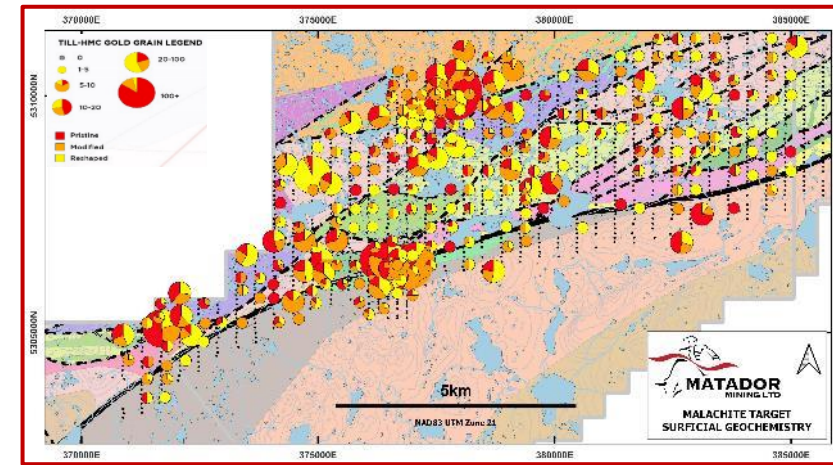 370000E 375000E 380000E 385000E
TILL-HMC GOLD GRAIN LEGEND
0
1-5
5-10
10-20
20-100
100+
Pristine
Modified
Reshaped
5310000N
5305000N
5km
NAD83 UTM Zone 21
MATADOR
MINING LTD
MALACHITE TARGET
SURFICIAL GEOCHEMISTRY
370000E 375000E 380000E 385000E